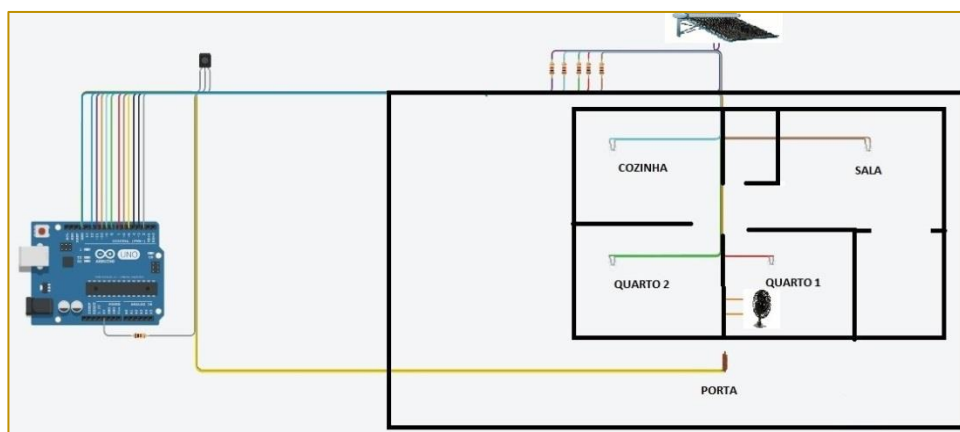 COZINHA
SALA
QUARTO 2
QUARTO 1
UNO
PORTA